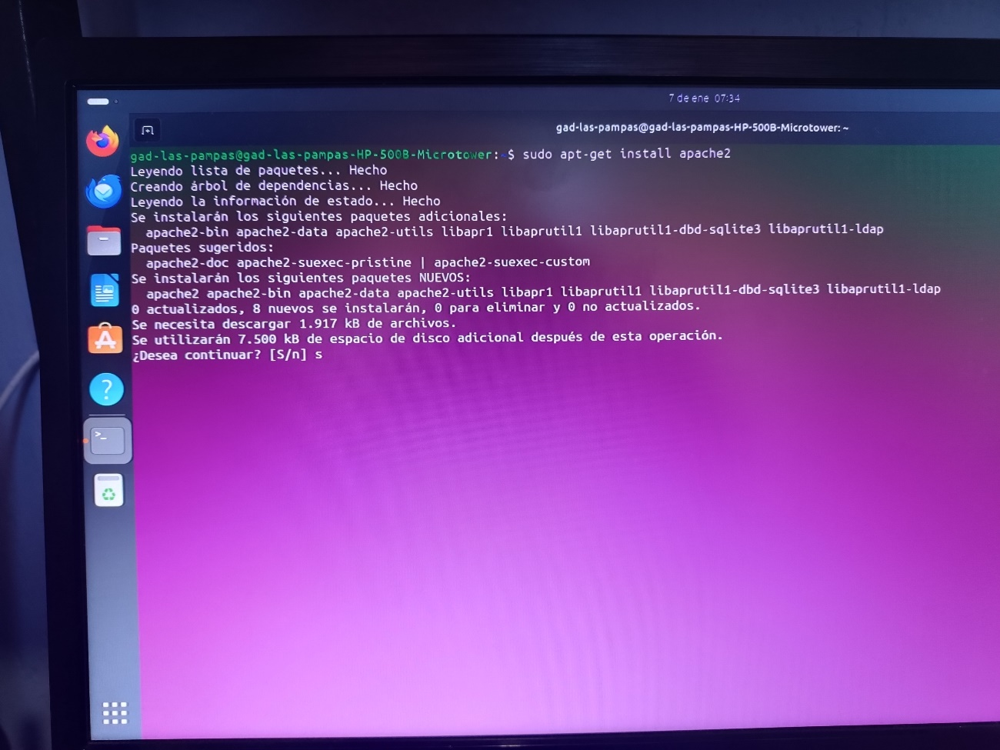 7 de ene 07:34
gad-las-pampas@gad-las-pampas-HP-500B-Microtower: ~
gad-las-pampas@gad-las-pampas-HP-500B-Microtower:~$ sudo apt-get install apache2
Leyendo lista de paquetes... Hecho
Creando árbol de dependencias... Hecho
Leyendo la información de estado... Hecho
Se instalarán los siguientes paquetes adicionales:
apache2-bin apache2-data apache2-utils libapr1 libaprutil1 libaprutil1-dbd-sqlite3 libaprutil1-ldap
Paquetes sugeridos:
apache2-doc apache2-suexec-pristine | apache2-suexec-custom
Se instalarán los siguientes paquetes NUEVOS:
apache2 apache2-bin apache2-data apache2-utils libapr1 libaprutil1 libaprutil1-dbd-sqlite3 libaprutil1-ldap
0 actualizados, 8 nuevos se instalarán, 0 para eliminar y 0 no actualizados.
Se necesita descargar 1.917 kB de archivos.
Se utilizarán 7.500 kB de espacio de disco adicional después de esta operación.
¿Desea continuar? [S/n] s